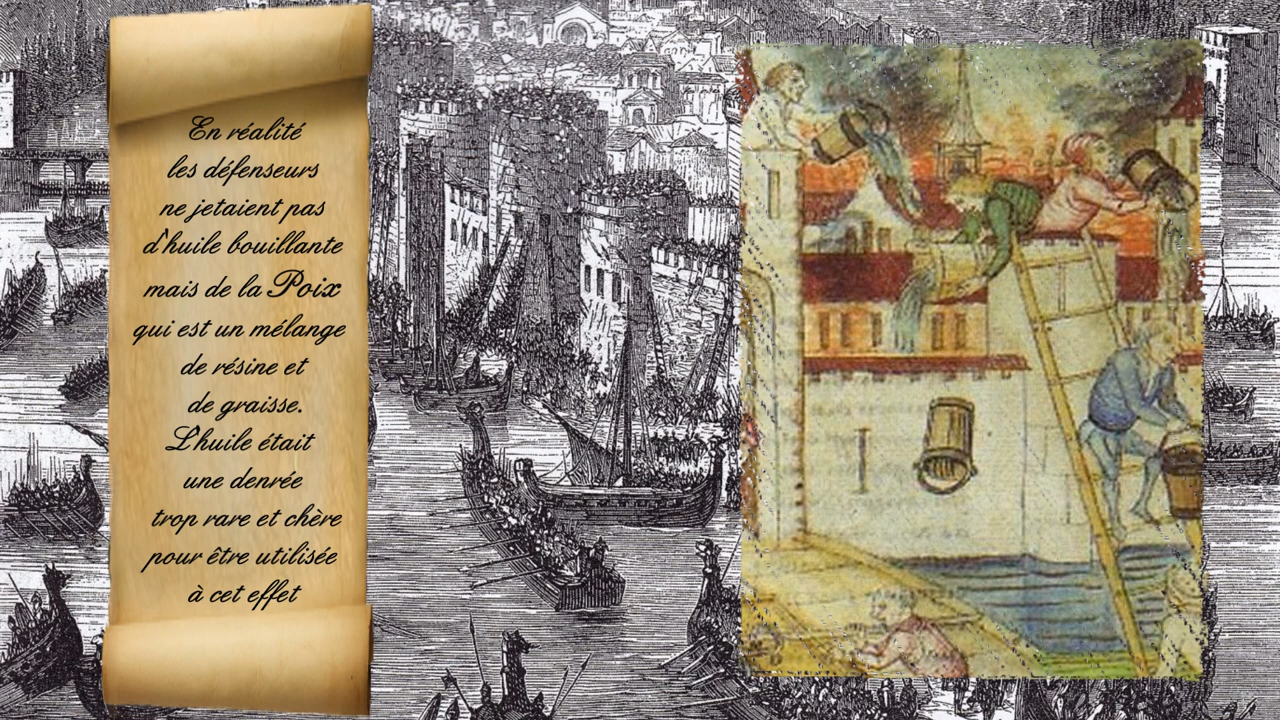 En réalité
les défenseurs
ne jetaient pas
d'huile bouillante
mais de la Poix
qui est un mélange
de résine et
de graisse.
L'huile était
une denrée
trop rare et chère
pour être utilisée
à cet effet